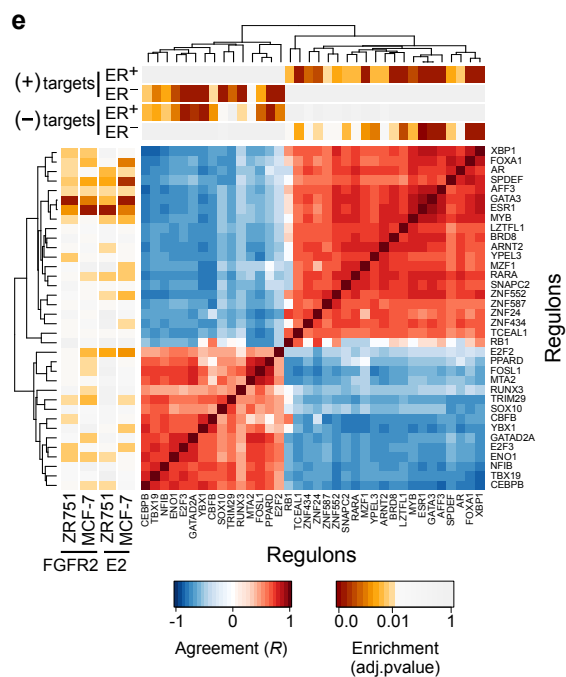 e
(+) targets
ER+
ER−
(−) targets
ER+
ER−
XBP1
FOXA1
AR
SPDEF
AFF3
GATA3
ESR1
MYB
LZTFL1
BRD8
ARNT2
YPEL3
MZF1
RARA
SNAPC2
ZNF552
ZNF587
ZNF24
ZNF434
TCEAL1
RB1
E2F2
PPARD
FOSL1
MTA2
RUNX3
TRIM29
SOX10
CBFB
YBX1
GATAD2A
E2F3
ENO1
NFIB
TBX19
CEBPB
Regulons
ZR751 MCF-7 ZR751 MCF-7
FGFR2 E2
CEBPB TBX19 NFIB ENO1 E2F3 GATAD2A YBX1 CBFB SOX10 TRIM29 RUNX3 MTA2 FOSL1 PPARD E2F2 RB1 TCEAL1 ZNF434 ZNF24 ZNF587 ZNF552 SNAPC2 RARA MZF1 YPEL3 ARNT2 BRD8 LZTFL1 MYB ESR1 GATA3 AFF3 SPDEF AR FOXA1 XBP1
Regulons
-1 0 1
Agreement (R)
0.0 0.01 1
Enrichment
(adj.pvalue)